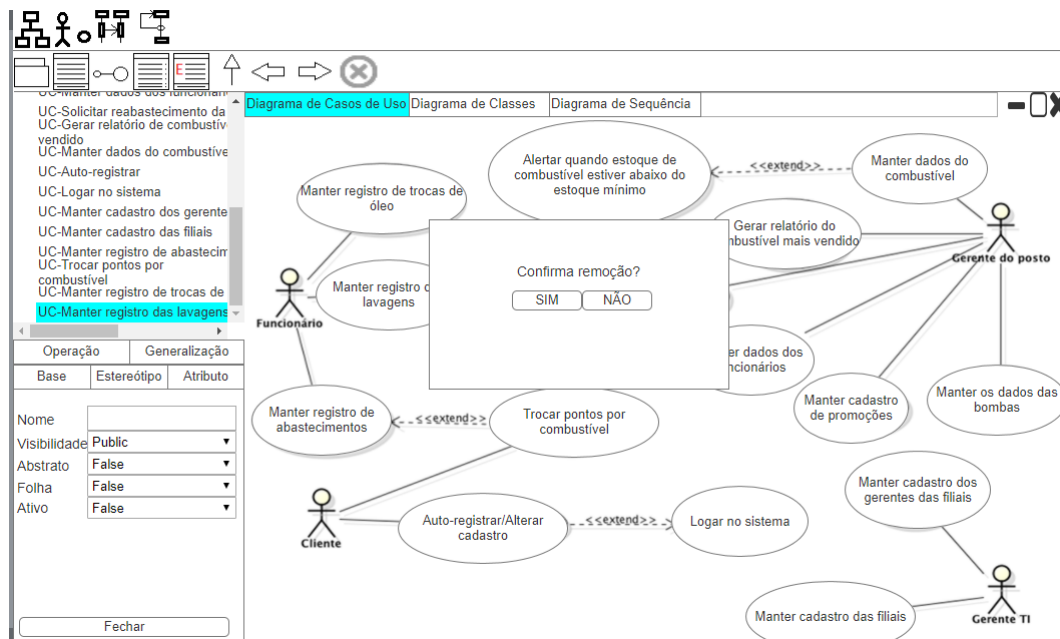 E
UC-Manter dados dos funcionári
UC-Solicitar reabastecimento da
UC-Gerar relatório de combustív
vendido
UC-Manter dados do combustíve
UC-Auto-registrar
UC-Logar no sistema
UC-Manter cadastro dos gerente
UC-Manter cadastro das filiais
UC-Manter registro de abastecim
UC-Trocar pontos por
combustível
UC-Manter registro de trocas de
UC-Manter registro das lavagens
Operação
Generalização
Base
Estereótipo
Atributo
Nome
Visibilidade
Public
Abstrato
False
Folha
False
Ativo
False
Fechar
Diagrama de Casos de Uso
Diagrama de Classes
Diagrama de Sequência
Alertar quando estoque de
combustível estiver abaixo do
estoque mínimo
<<extend>>
Manter dados do
combustível
Manter registro de trocas de
óleo
Gerar relatório do
mbustível mais vendido
Gerente do posto
Confirma remoção?
SIM
NÃO
Manter registro d
lavagens
Funcionário
er dados dos
ncionários
Manter cadastro
de promoções
Manter os dados das
bombas
Manter registro de
abastecimentos
<<extend>>
Trocar pontos por
combustível
Manter cadastro dos
gerentes das filiais
Cliente
Auto-registrar/Alterar
cadastro
<<extend>>
Logar no sistema
Manter cadastro das filiais
Gerente TI